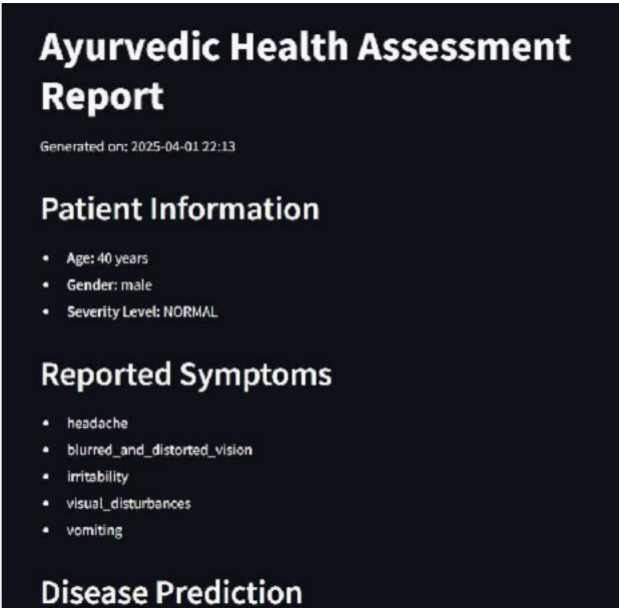 Ayurvedic Health Assessment
Report
Generated on: 2025-04-01 22:13
Patient Information
• Age: 40 years
• Gender: male
• Severity Level: NORMAL
Reported Symptoms
• headache
• blurred_and_distorted_vision
• irritability
• visual_disturbances
• vomiting
Disease Prediction